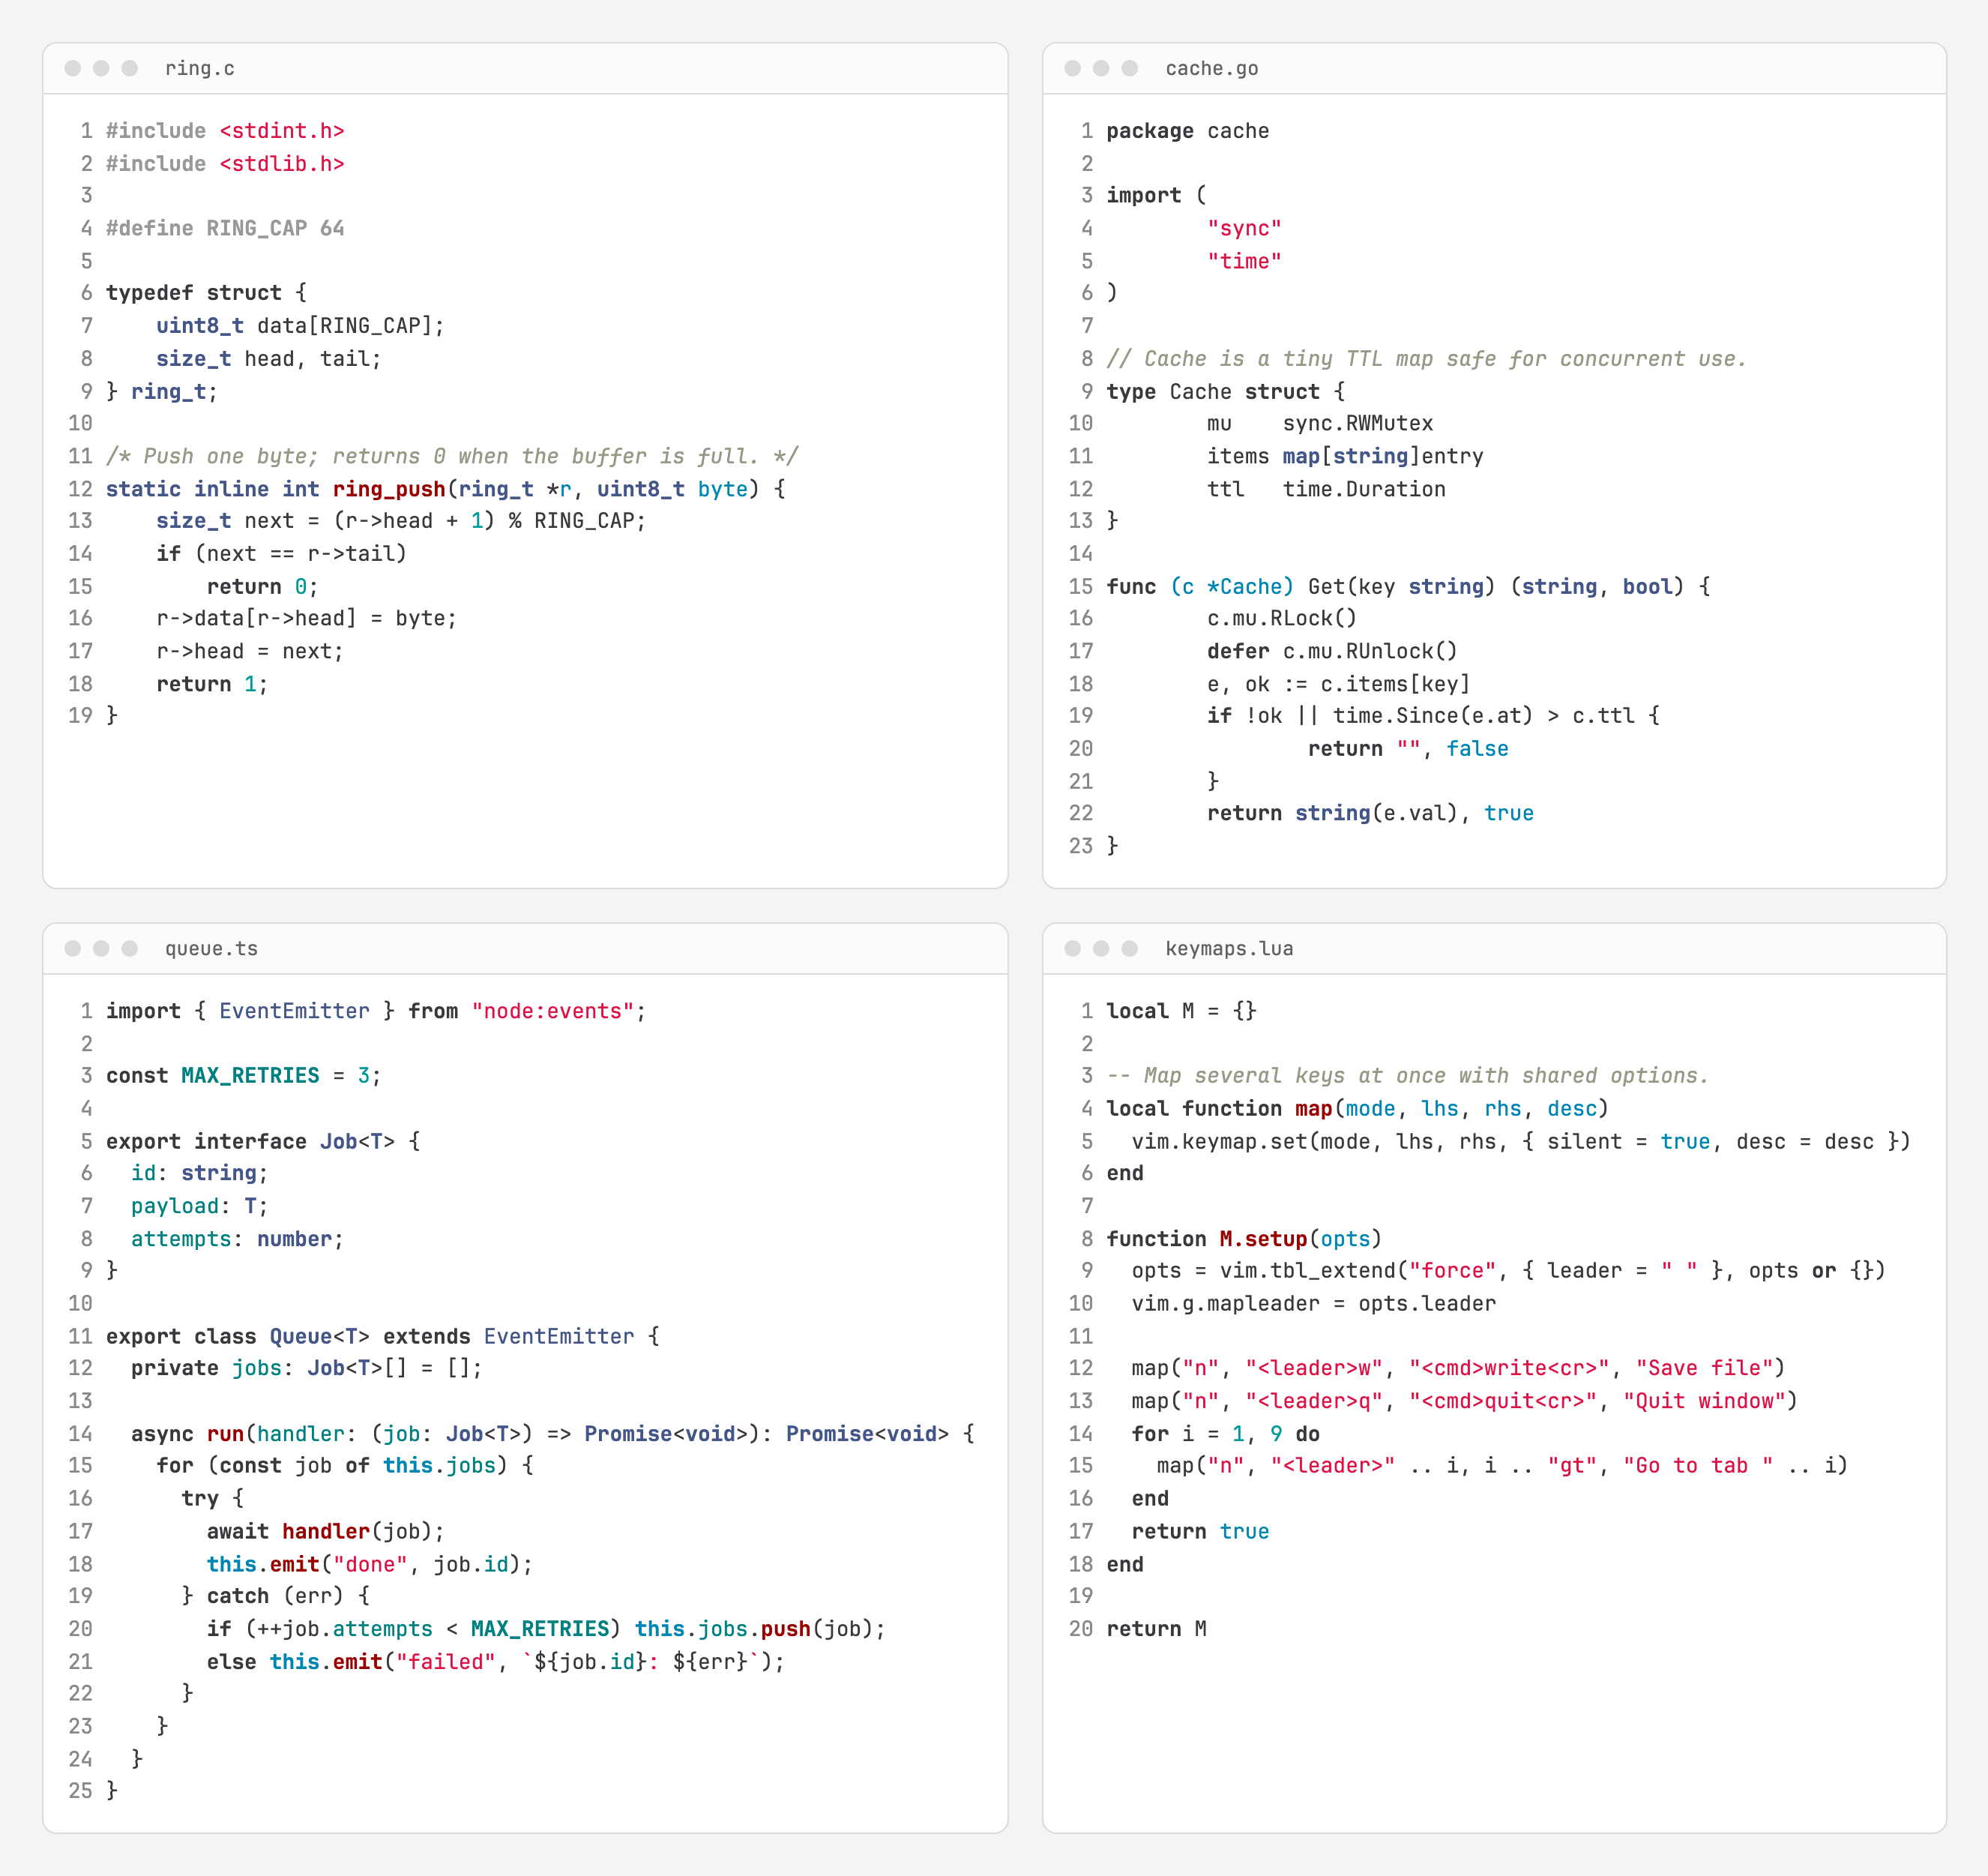 ring.c
1 #include <stdint.h>
2 #include <stdlib.h>
3
4 #define RING_CAP 64
5
6 typedef struct {
7     uint8_t data[RING_CAP];
8     size_t head, tail;
9 } ring_t;
10
11 /* Push one byte; returns 0 when the buffer is full. */
12 static inline int ring_push(ring_t *r, uint8_t byte) {
13     size_t next = (r->head + 1) % RING_CAP;
14     if (next == r->tail)
15         return 0;
16     r->data[r->head] = byte;
17     r->head = next;
18     return 1;
19 }
cache.go
1 package cache
2
3 import (
4         "sync"
5         "time"
6 )
7
8 // Cache is a tiny TTL map safe for concurrent use.
9 type Cache struct {
10         mu    sync.RWMutex
11         items map[string]entry
12         ttl   time.Duration
13 }
14
15 func (c *Cache) Get(key string) (string, bool) {
16         c.mu.RLock()
17         defer c.mu.RUnlock()
18         e, ok := c.items[key]
19         if !ok || time.Since(e.at) > c.ttl {
20                 return "", false
21         }
22         return string(e.val), true
23 }
queue.ts
1 import { EventEmitter } from "node:events";
2
3 const MAX_RETRIES = 3;
4
5 export interface Job<T> {
6   id: string;
7   payload: T;
8   attempts: number;
9 }
10
11 export class Queue<T> extends EventEmitter {
12   private jobs: Job<T>[] = [];
13
14   async run(handler: (job: Job<T>) => Promise<void>): Promise<void> {
15     for (const job of this.jobs) {
16       try {
17         await handler(job);
18         this.emit("done", job.id);
19       } catch (err) {
20         if (++job.attempts < MAX_RETRIES) this.jobs.push(job);
21         else this.emit("failed", `${job.id}: ${err}`);
22       }
23     }
24   }
25 }
keymaps.lua
1 local M = {}
2
3 -- Map several keys at once with shared options.
4 local function map(mode, lhs, rhs, desc)
5   vim.keymap.set(mode, lhs, rhs, { silent = true, desc = desc })
6 end
7
8 function M.setup(opts)
9   opts = vim.tbl_extend("force", { leader = " " }, opts or {})
10   vim.g.mapleader = opts.leader
11
12   map("n", "<leader>w", "<cmd>write<cr>", "Save file")
13   map("n", "<leader>q", "<cmd>quit<cr>", "Quit window")
14   for i = 1, 9 do
15     map("n", "<leader>" .. i, i .. "gt", "Go to tab " .. i)
16   end
17   return true
18 end
19
20 return M